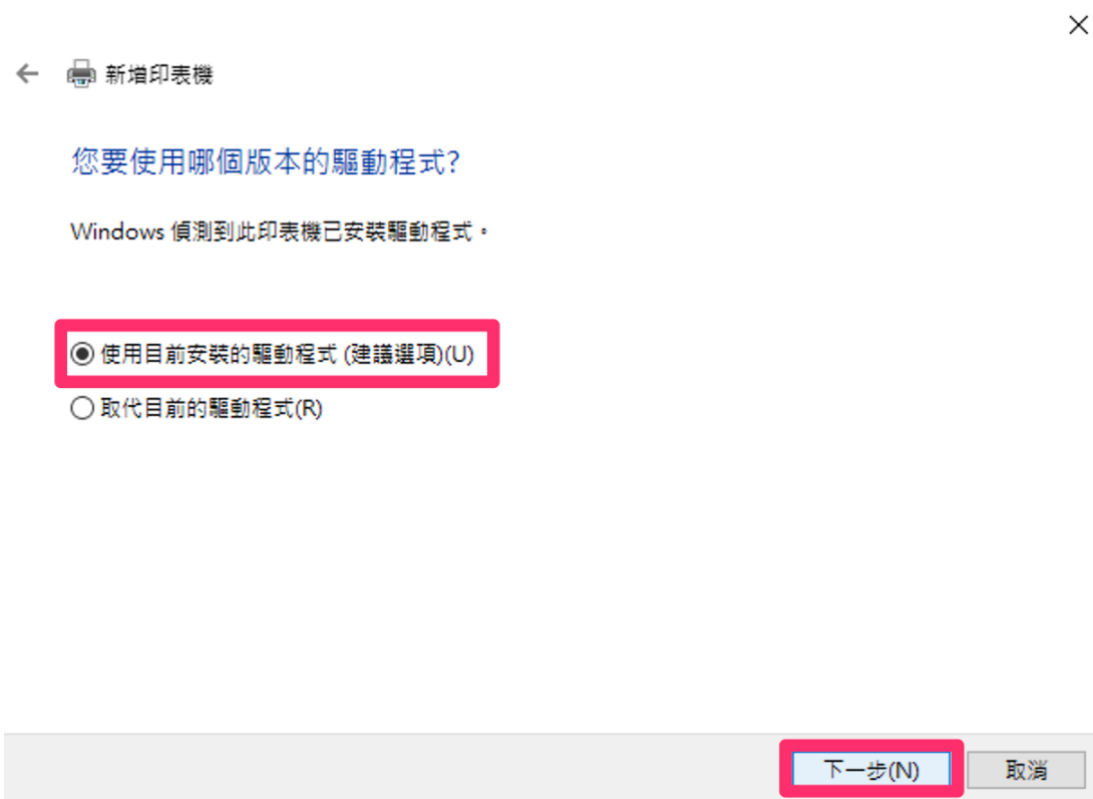 新增印表機
您要使用哪個版本的驅動程式?
Windows 偵測到此印表機已安裝驅動程式。
使用目前安裝的驅動程式 (建議選項)(U)
取代目前的驅動程式(R)
下一步(N)
取消